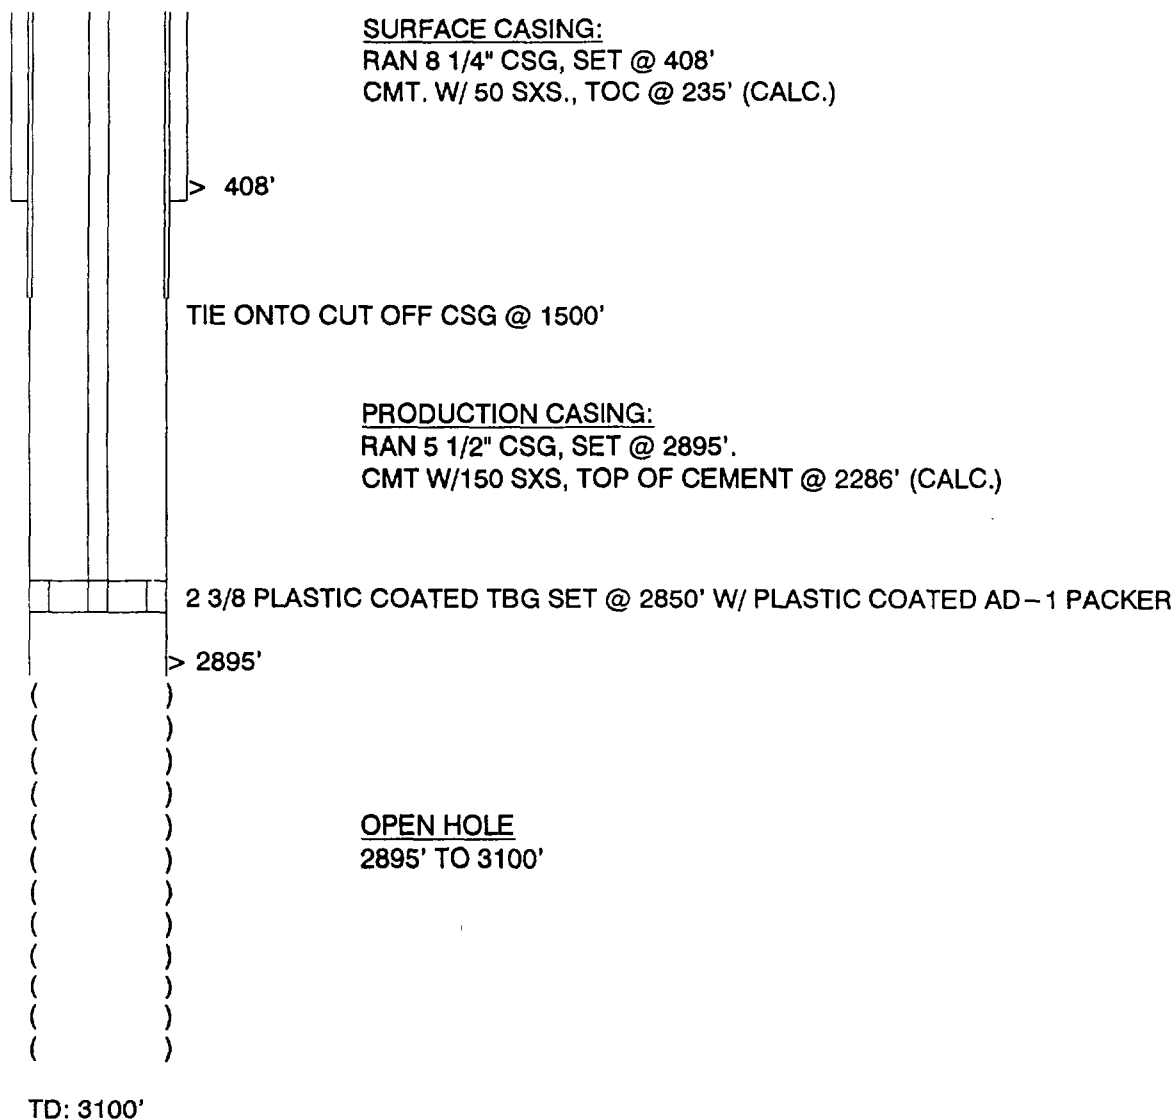 SURFACE CASING:
RAN 8 1/4" CSG, SET @ 408'
CMT. W/ 50 SXS., TOC @ 235' (CALC.)
> 408'
TIE ONTO CUT OFF CSG @ 1500'
PRODUCTION CASING:
RAN 5 1/2" CSG, SET @ 2895'.
CMT W/150 SXS, TOP OF CEMENT @ 2286' (CALC.)
2 3/8 PLASTIC COATED TBG SET @ 2850' W/ PLASTIC COATED AD-1 PACKER
> 2895'
OPEN HOLE
2895' TO 3100'
TD: 3100'